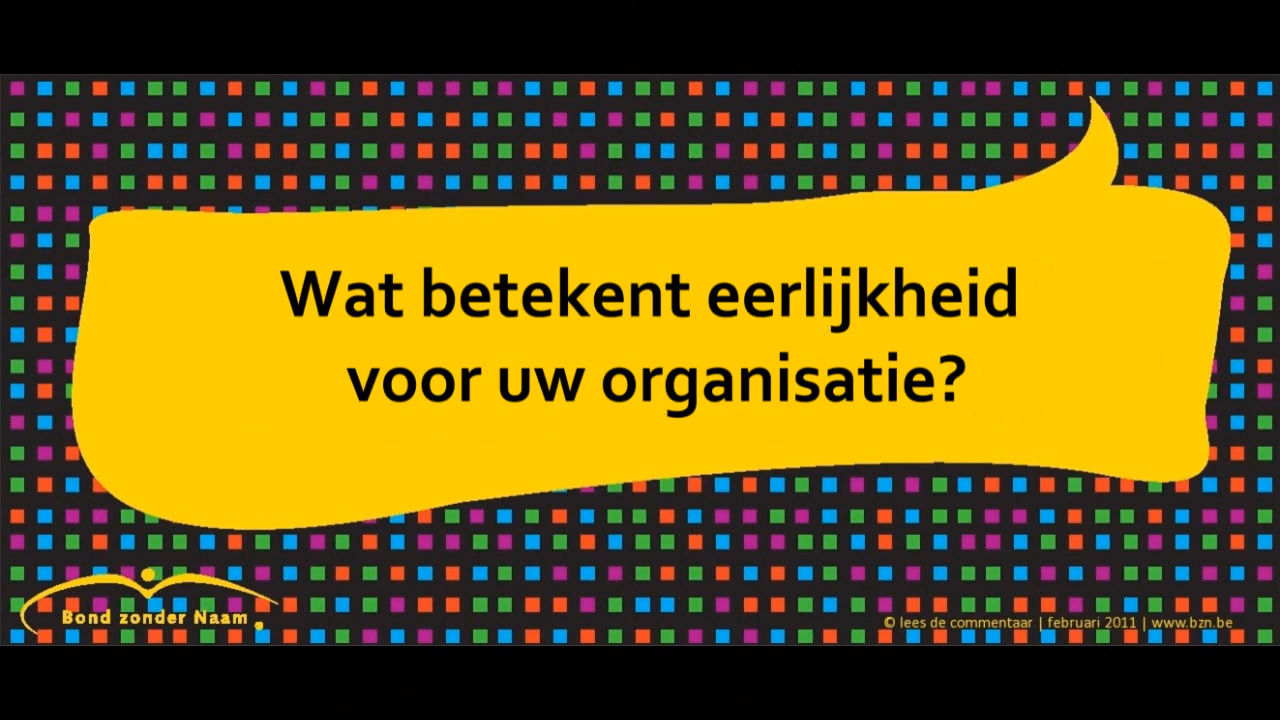 Wat betekent eerlijkheid
voor uw organisatie?
Bond zonder Naam
© lees de commentaar | februari 2011 | www.bzn.be